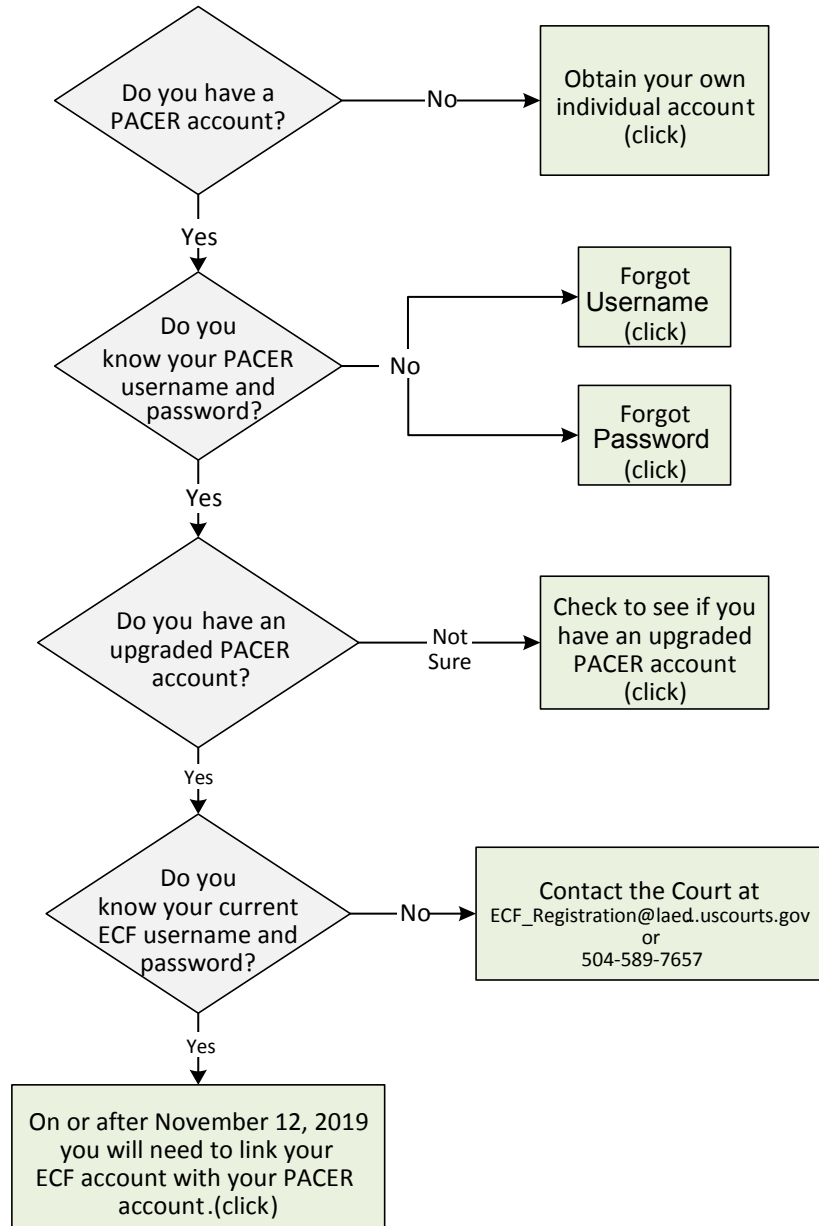 Do you have a
PACER account?
No
Obtain your own
individual account
(click)
Yes
Do you
know your PACER
username and
password?
No
Forgot
Username
(click)
Forgot
Password
(click)
Yes
Do you have an
upgraded PACER
account?
Not
Sure
Check to see if you
have an upgraded
PACER account
(click)
Yes
Do you
know your current
ECF username and
password?
No
Contact the Court at
ECF_Registration@laed.uscourts.gov
or
504-589-7657
Yes
On or after November 12, 2019
you will need to link your
ECF account with your PACER
account.(click)